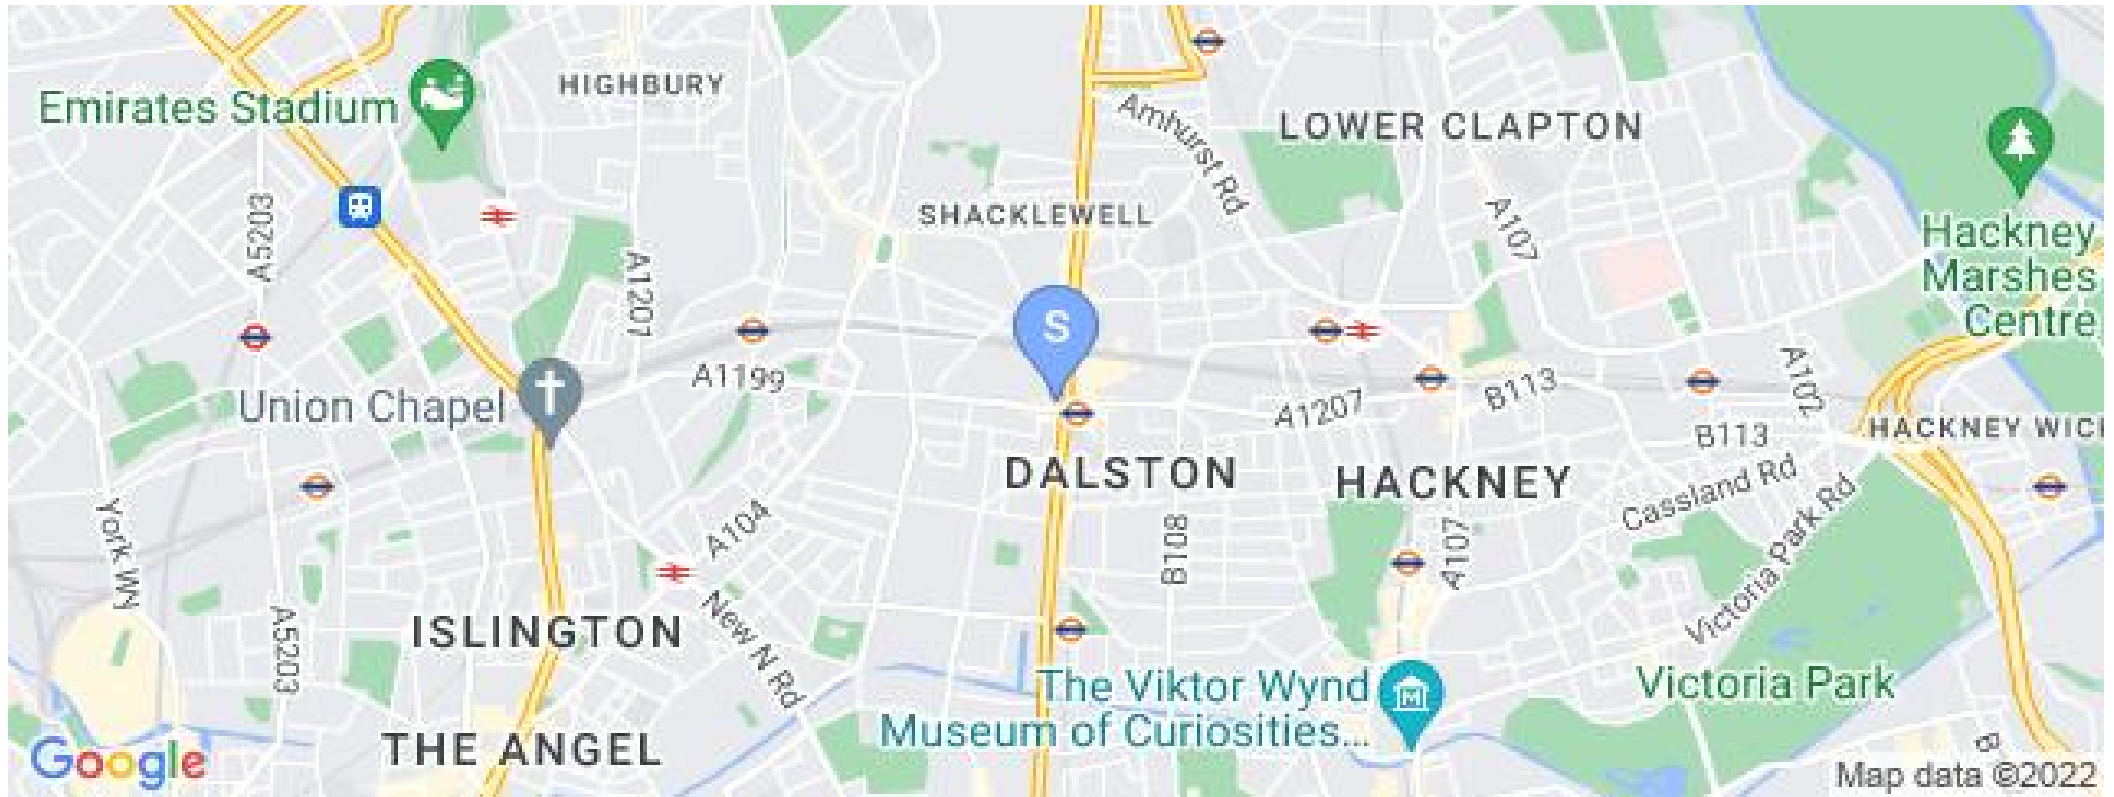 HIGHBURY
Emirates Stadium
Amhurst Rd
LOWER CLAPTON
A5203
SHACKLEWELL
A107
Hackney
Marshes
Centre
A1207
S
A1199
Union Chapel
A1207
B113
A102
HACKNEY WICK
B113
DALSTON
HACKNEY
Cassland Rd
Victoria Park Rd
York Wy
A104
B108
A107
A5203
ISLINGTON
New N Rd
The Viktor Wynd
Museum of Curiosities...
Victoria Park
THE ANGEL
B
Google
Map data ©2022